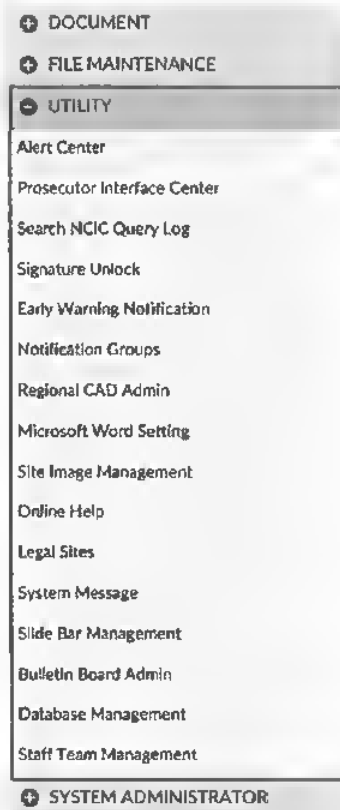 DOCUMENT
FILE MAINTENANCE
UTILITY
Alert Center
Prosecutor Interface Center
Search NCIC Query Log
Signature Unlock
Early Warning Notification
Notification Groups
Regional CAD Admin
Microsoft Word Setting
Site Image Management
Online Help
Legal Sites
System Message
Slide Bar Management
Bulletin Board Admin
Database Management
Staff Team Management
SYSTEM ADMINISTRATOR